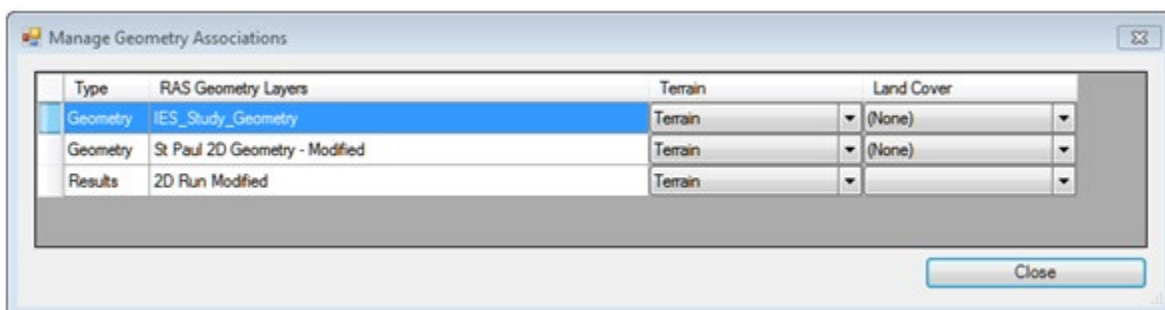 Manage Geometry Associations
Type RAS Geometry Layers Terrain Land Cover
Geometry IES_Study_Geometry Terrain (None)
Geometry St Paul 2D Geometry - Modified Terrain (None)
Results 2D Run Modified Terrain
Close